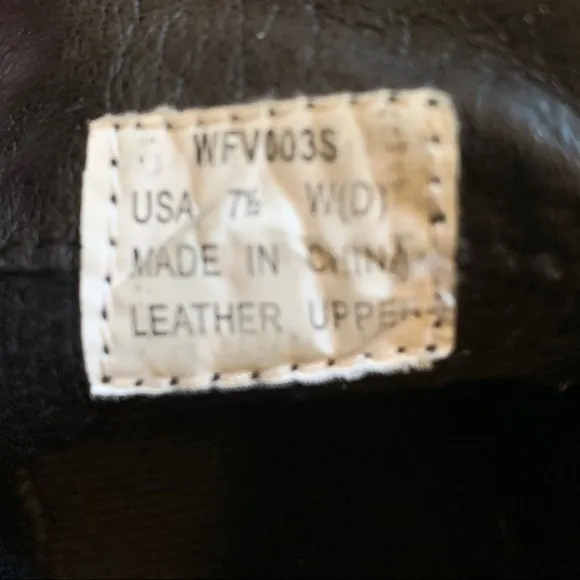 WFV003S
USA 7½ W(D)
MADE IN CHINA
LEATHER UPPER